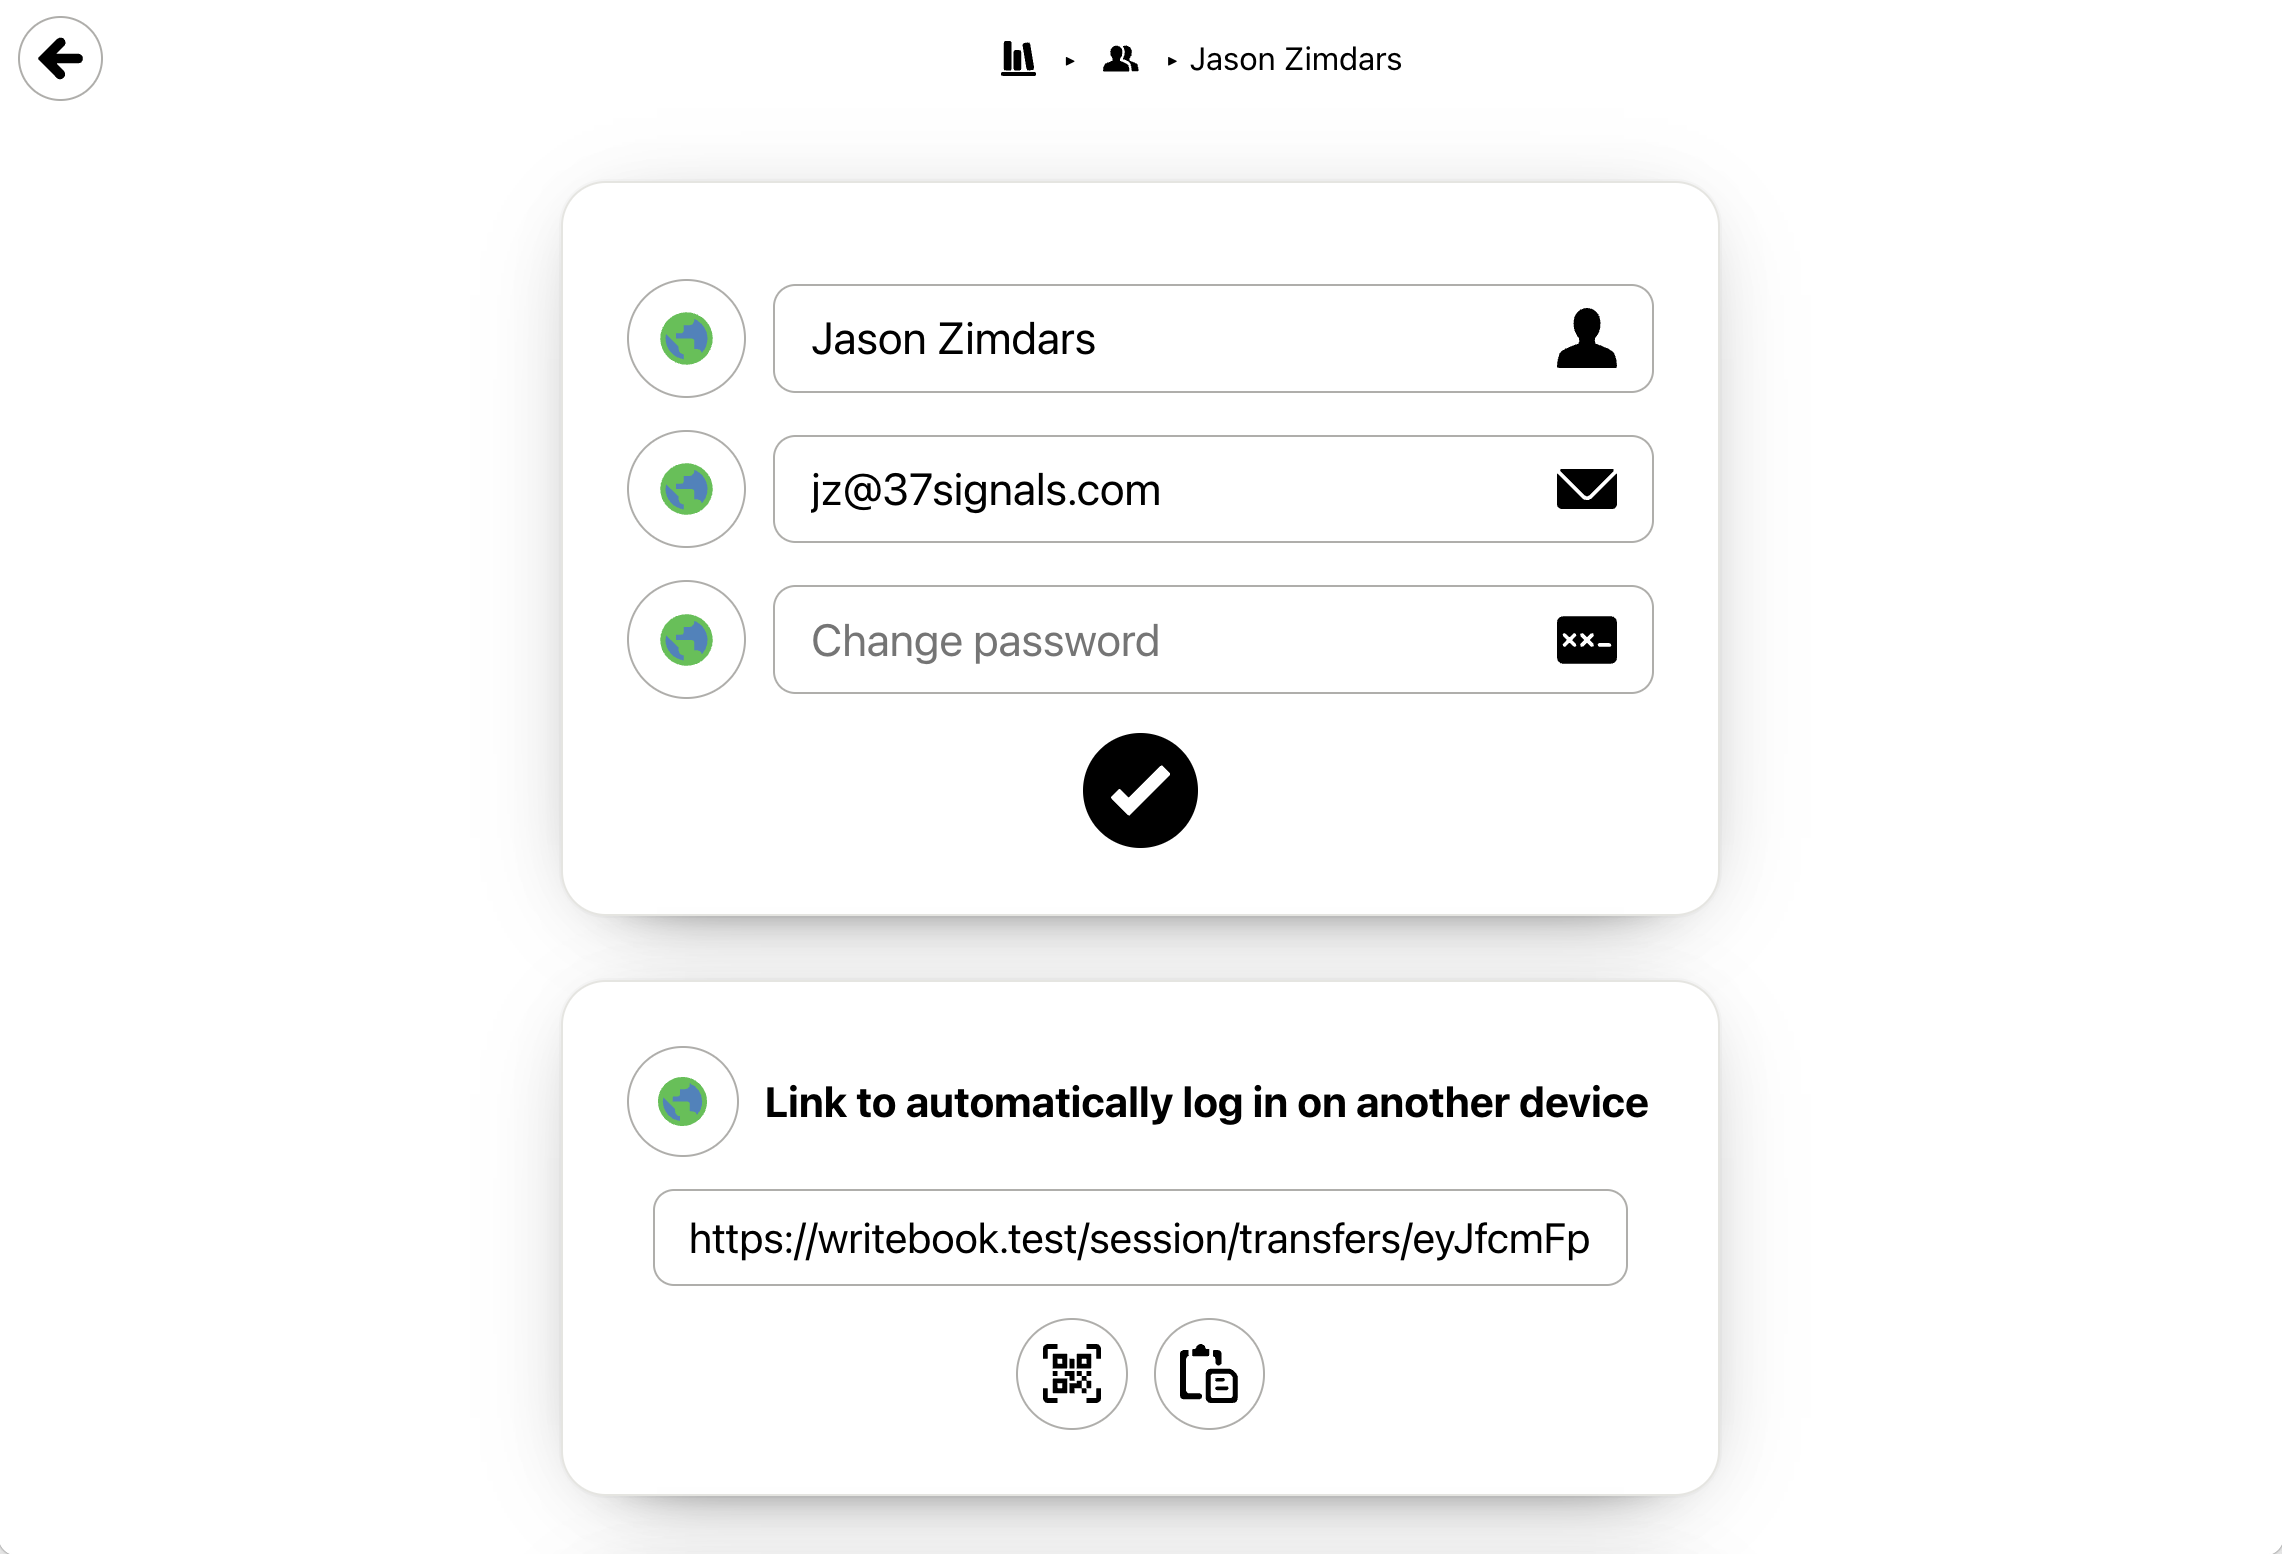 Jason Zimdars
Jason Zimdars
jz@37signals.com
Change password
Link to automatically log in on another device
https://writebook.test/session/transfers/eyJfcmFp